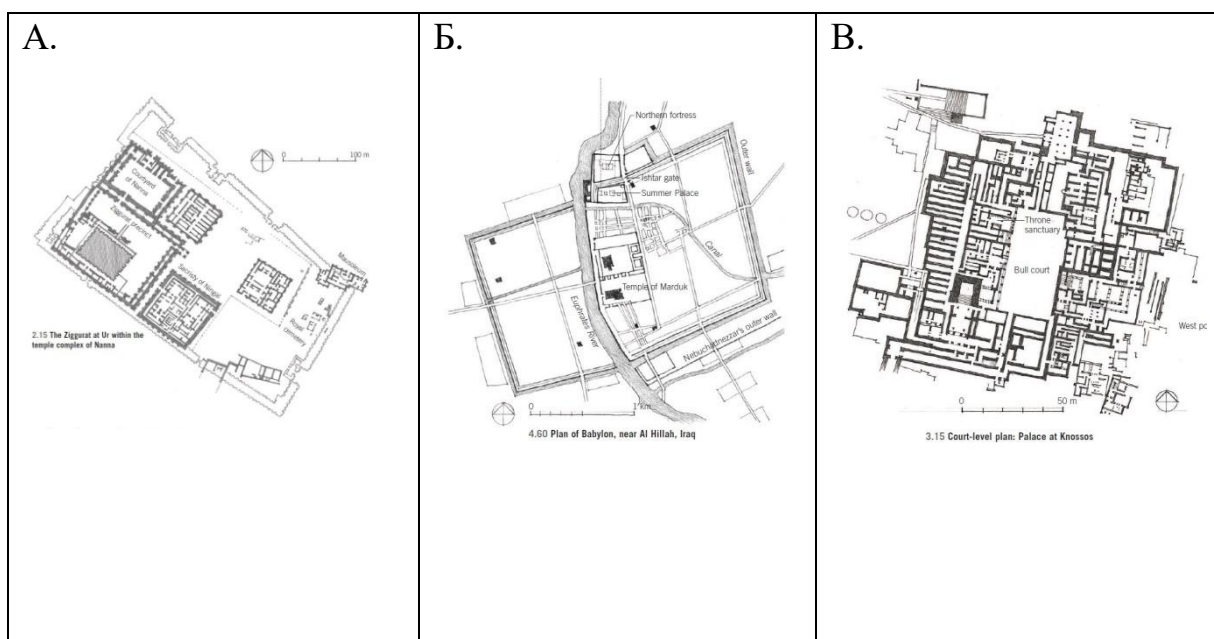 А.
Courtyard
of Nanna
Ziggurat precinct
Sanctity of Ningal
Mausolea
Royal
cemetery
0
100 m
2.15 The Ziggurat at Ur within the
temple complex of Nanna
Б.
Northern fortress
Ishtar gate
Summer Palace
Outer wall
Canal
Temple of Marduk
Euphrates River
Nebuchadnezzar's outer wall
0
1 km
4.60 Plan of Babylon, near Al Hillah, Iraq
В.
Throne
sanctuary
Bull court
West po
0
50 m
3.15 Court-level plan: Palace at Knossos